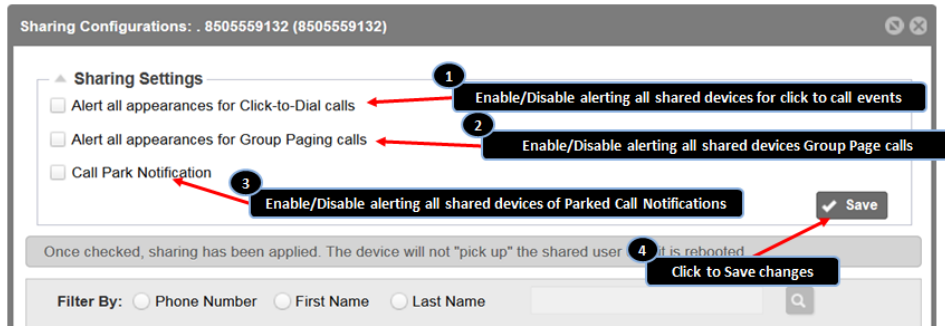 Sharing Configurations: . 8505559132 (8505559132)
Sharing Settings
1
Alert all appearances for Click-to-Dial calls
Enable/Disable alerting all shared devices for click to call events
2
Alert all appearances for Group Paging calls
Enable/Disable alerting all shared devices Group Page calls
Call Park Notification
3
Enable/Disable alerting all shared devices of Parked Call Notifications
Save
Once checked, sharing has been applied. The device will not "pick up" the shared user it is rebooted
4
Click to Save changes
Filter By: Phone Number First Name Last Name